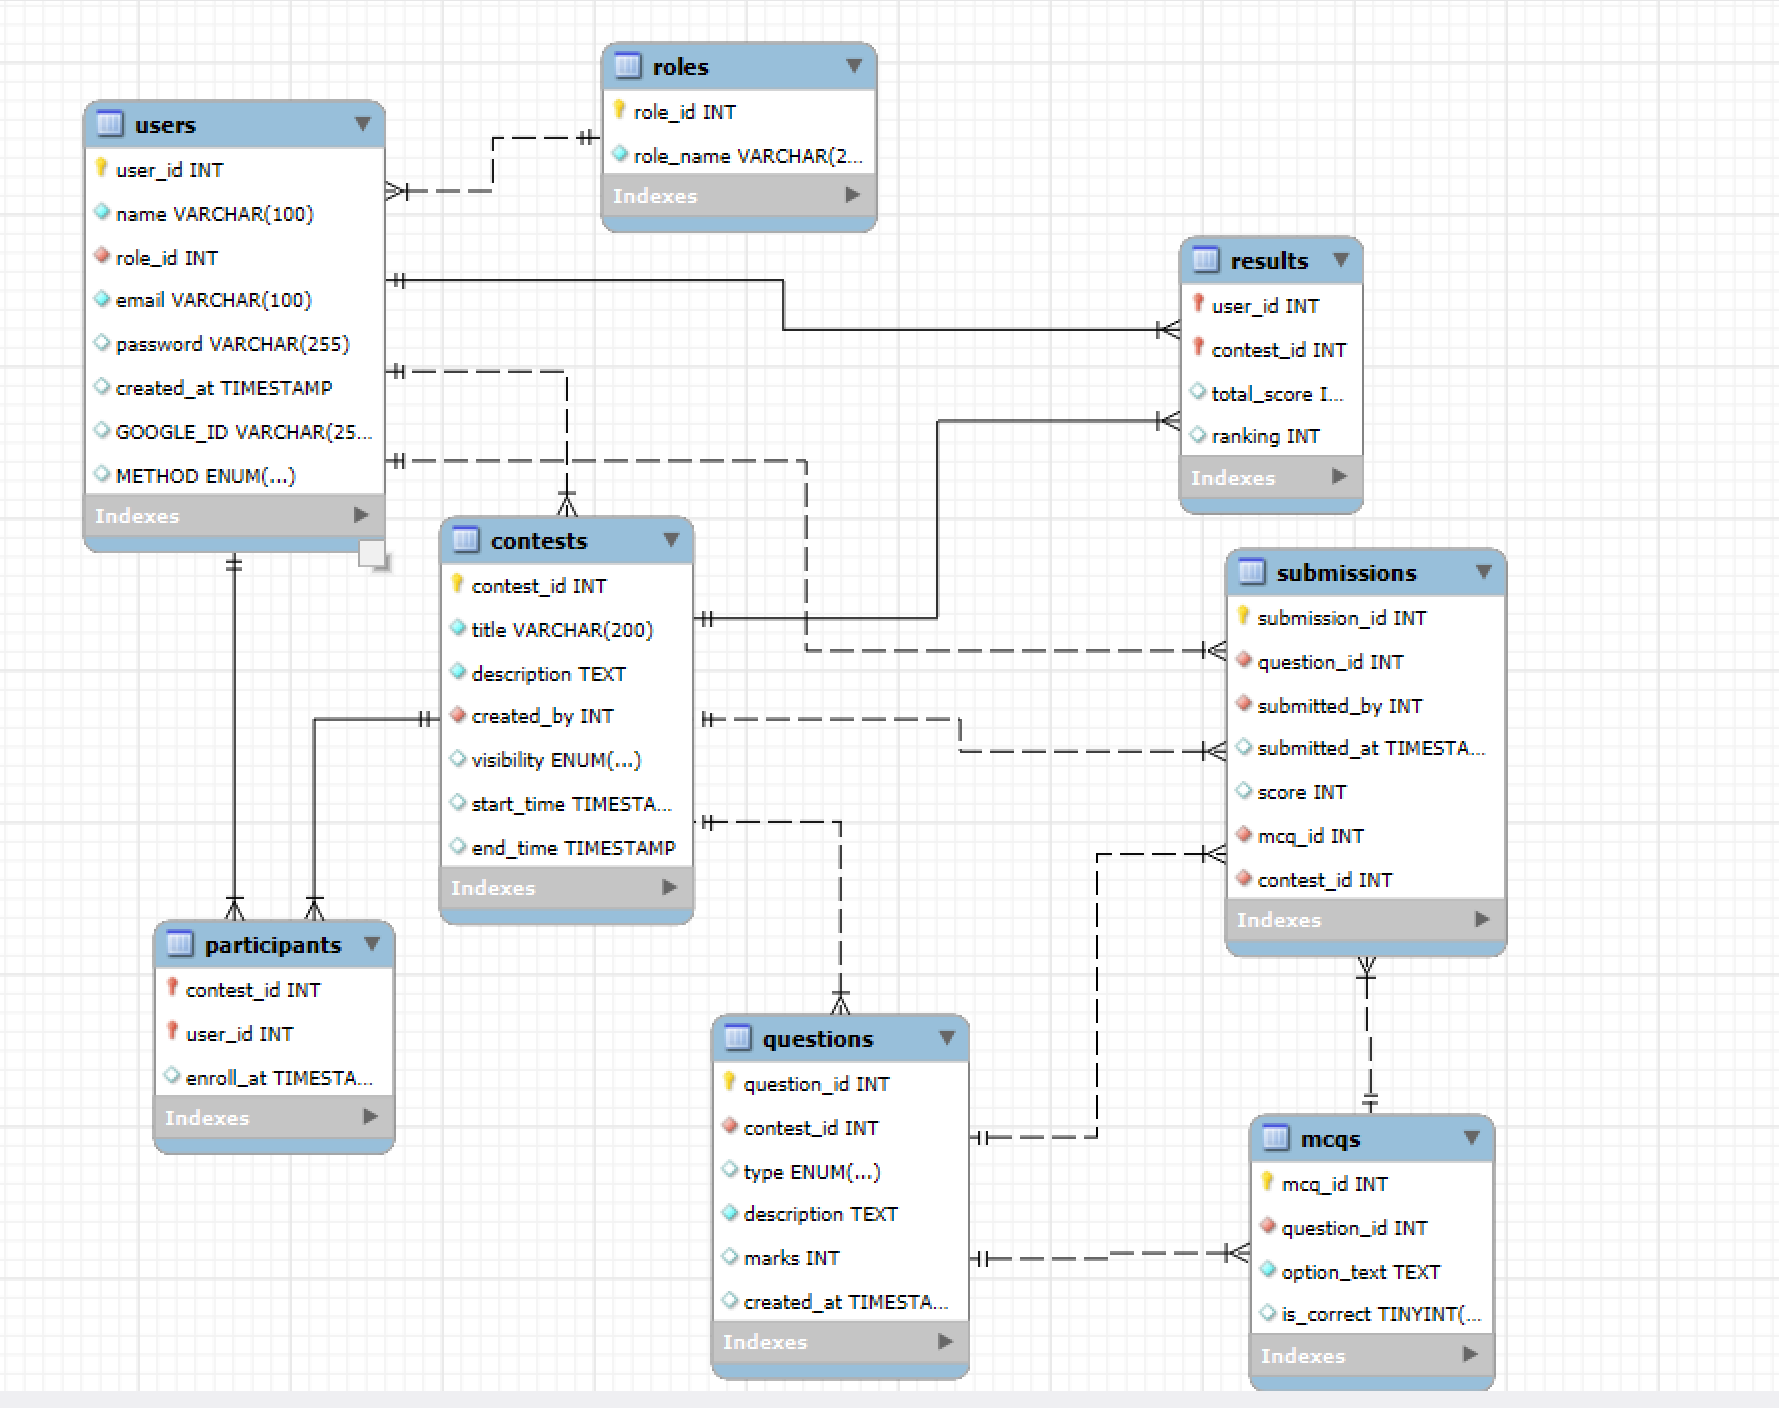 roles
role_id INT
role_name VARCHAR(2...
Indexes
users
user_id INT
name VARCHAR(100)
role_id INT
email VARCHAR(100)
password VARCHAR(255)
created_at TIMESTAMP
GOOGLE_ID VARCHAR(25...
METHOD ENUM(...)
Indexes
results
user_id INT
contest_id INT
total_score I...
ranking INT
Indexes
contests
contest_id INT
title VARCHAR(200)
description TEXT
created_by INT
visibility ENUM(...)
start_time TIMESTA...
end_time TIMESTAMP
Indexes
submissions
submission_id INT
question_id INT
submitted_by INT
submitted_at TIMESTA...
score INT
mcq_id INT
contest_id INT
Indexes
participants
contest_id INT
user_id INT
enroll_at TIMESTA...
Indexes
questions
question_id INT
contest_id INT
type ENUM(...)
description TEXT
marks INT
created_at TIMESTA...
Indexes
mcqs
mcq_id INT
question_id INT
option_text TEXT
is_correct TINYINT(...
Indexes